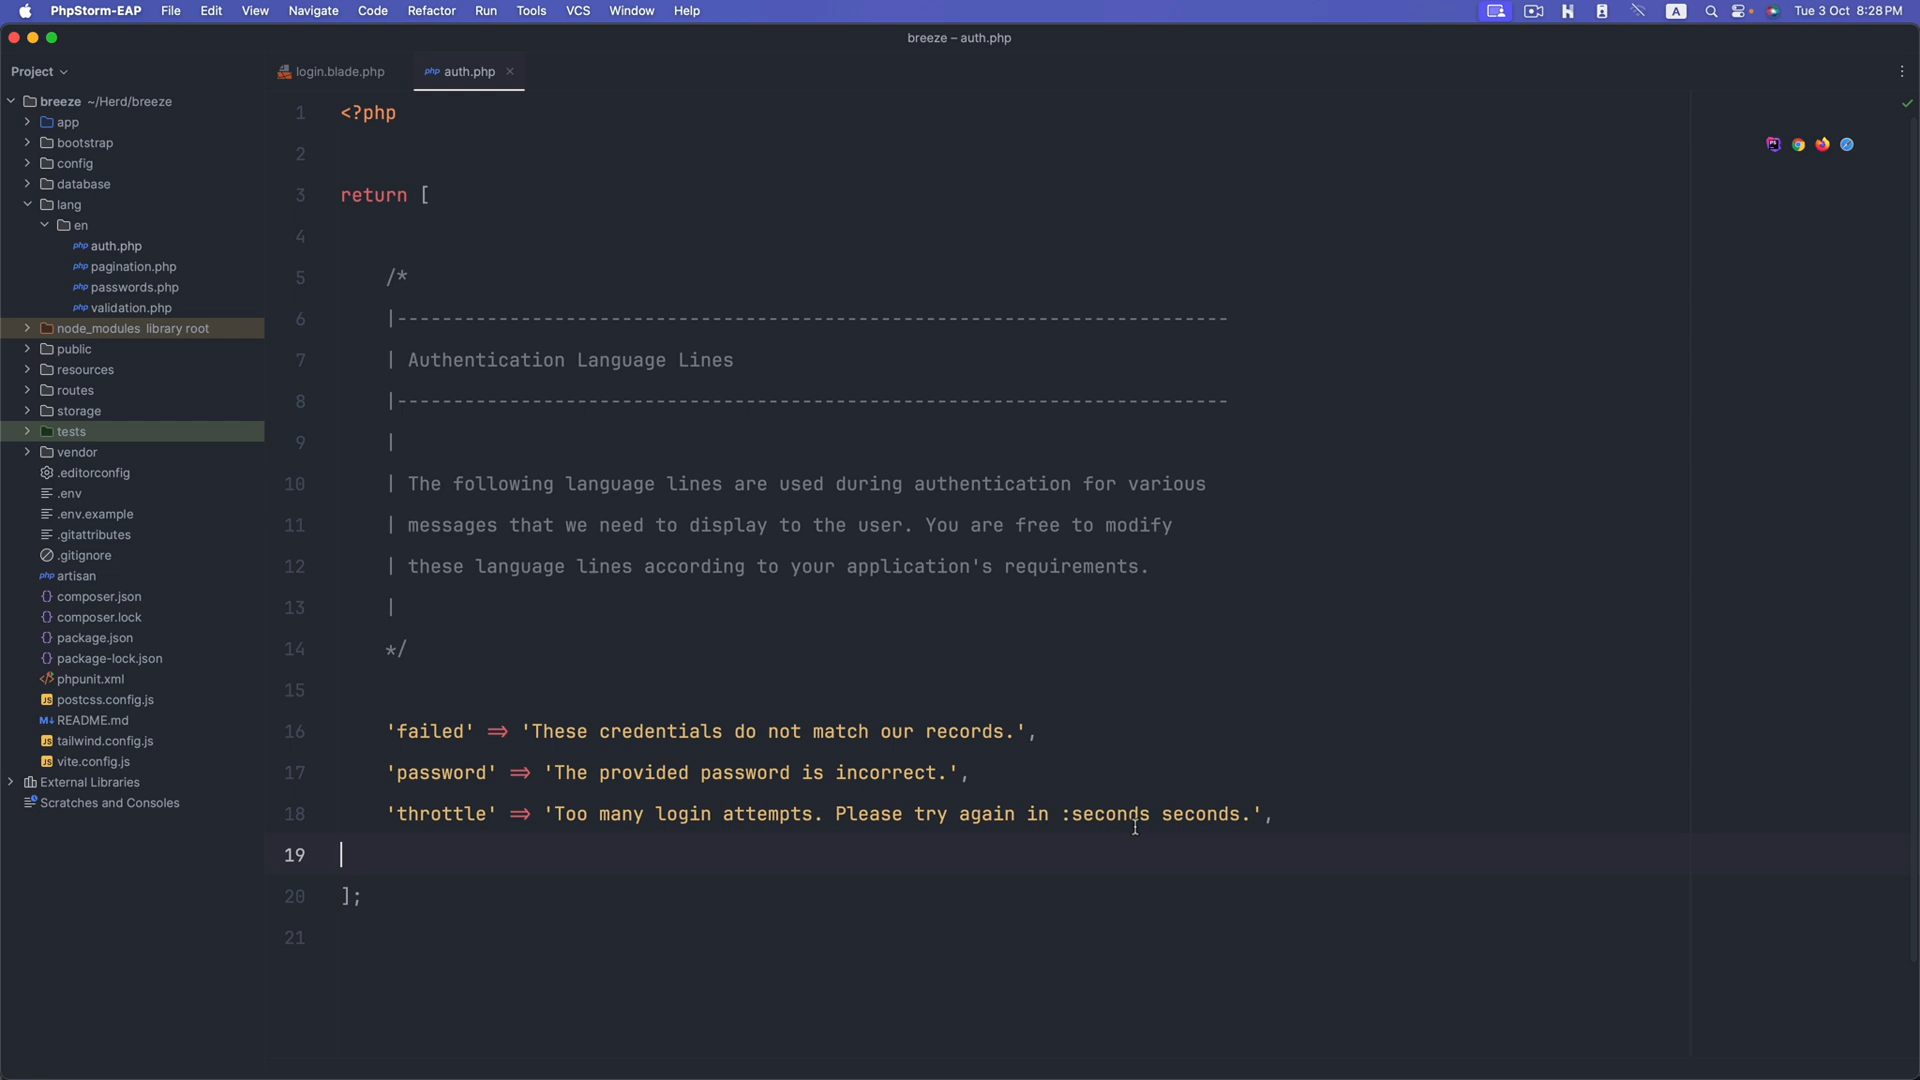 PhpStorm-EAP File Edit View Navigate Code Refactor Run Tools VCS Window Help
A Tue 3 Oct 8:28 PM
breeze – auth.php
Project
login.blade.php
php auth.php
breeze ~/Herd/breeze
app
bootstrap
config
database
lang
en
php auth.php
php pagination.php
php passwords.php
php validation.php
node_modules library root
public
resources
routes
storage
tests
vendor
.editorconfig
.env
.env.example
.gitattributes
.gitignore
php artisan
{} composer.json
{} composer.lock
{} package.json
{} package-lock.json
</> phpunit.xml
JS postcss.config.js
M↓ README.md
JS tailwind.config.js
JS vite.config.js
External Libraries
Scratches and Consoles
1 <?php
2
3 return [
4
5 /*
6 |--------------------------------------------------------------------------
7 | Authentication Language Lines
8 |--------------------------------------------------------------------------
9 |
10 | The following language lines are used during authentication for various
11 | messages that we need to display to the user. You are free to modify
12 | these language lines according to your application's requirements.
13 |
14 */
15
16 'failed' => 'These credentials do not match our records.',
17 'password' => 'The provided password is incorrect.',
18 'throttle' => 'Too many login attempts. Please try again in :seconds seconds.',
19
20 ];
21